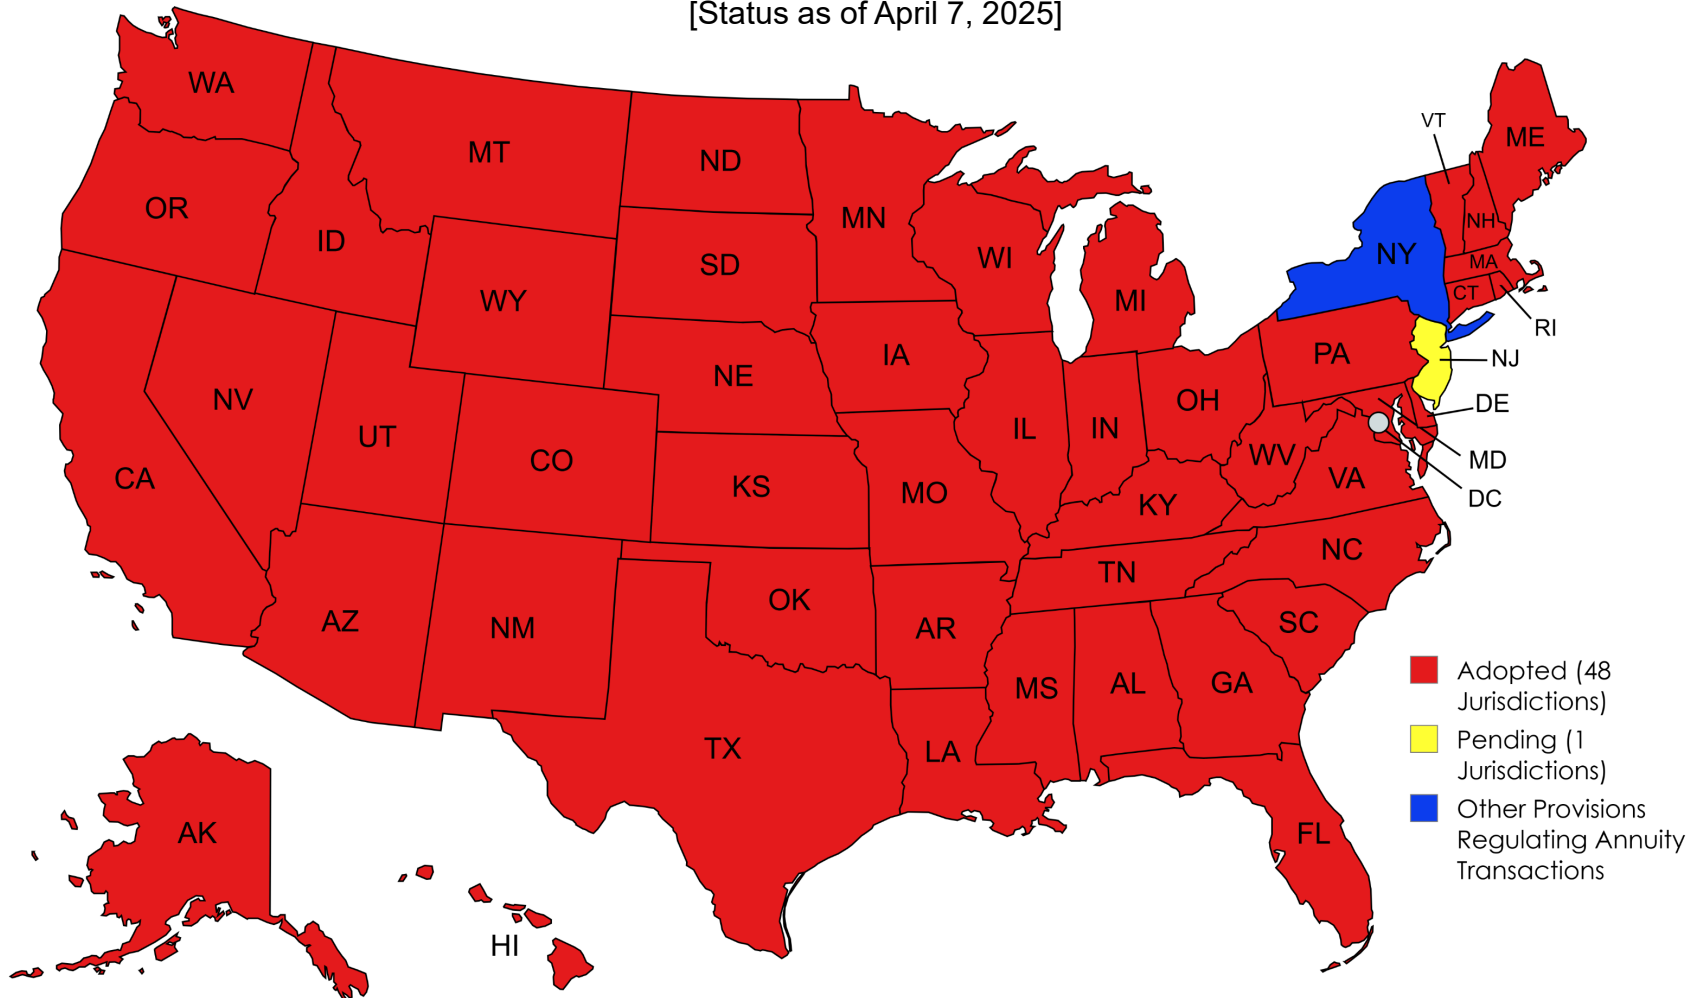 [Status as of April 7, 2025]
WA
MT
ND
MN
VT
ME
OR
ID
SD
WI
NH
NY
MA
WY
MI
CT
RI
IA
PA
NJ
NV
NE
OH
DE
UT
CO
IL
IN
WV
MD
CA
KS
MO
KY
VA
DC
NC
TN
AZ
NM
OK
AR
SC
MS
AL
GA
TX
LA
AK
FL
HI
Adopted (48
Jurisdictions)
Pending (1
Jurisdictions)
Other Provisions
Regulating Annuity
Transactions